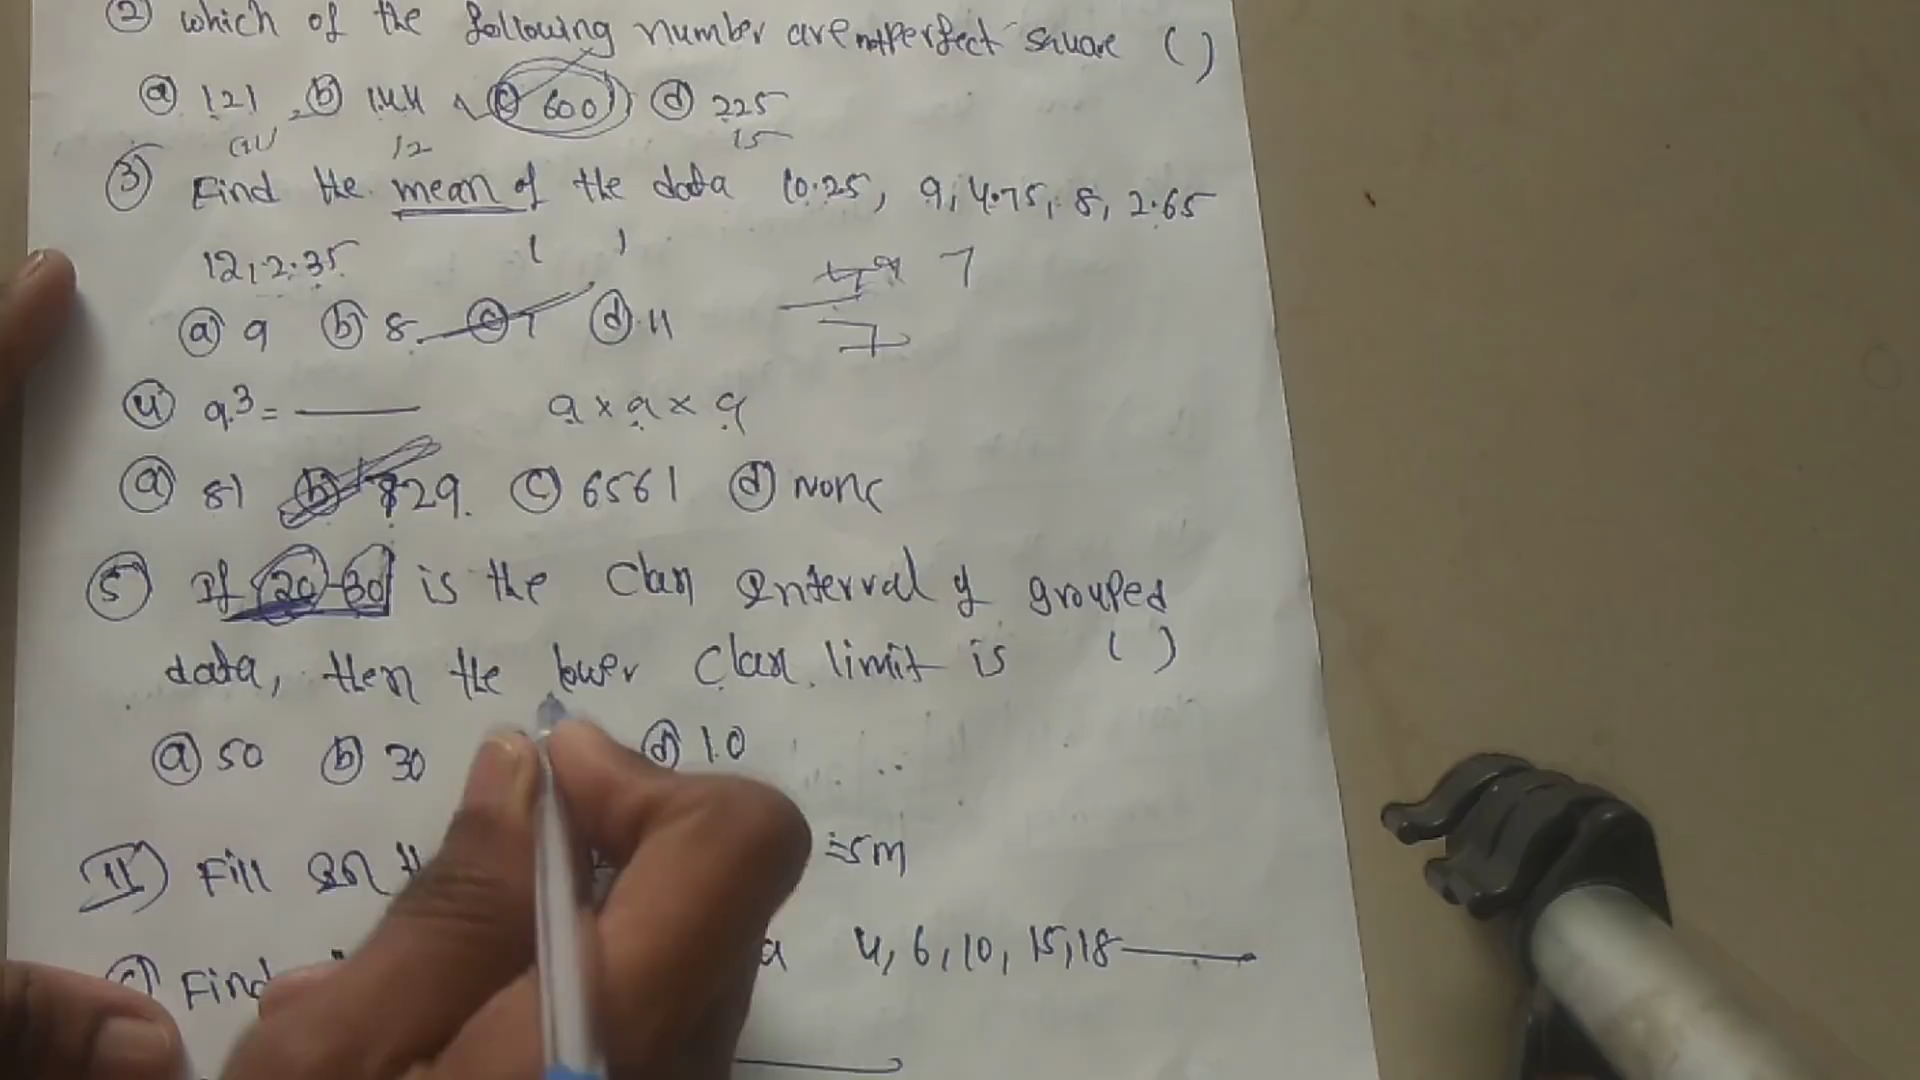 ② which of the following number are not perfect square ( )
ⓐ 121 ⓑ 144 ⓒ 600 ⓓ 225
12 15
③ Find the mean of the data 10.25, 9, 4.75, 8, 2.65
12, 2.35 ( )
7
ⓐ 9 ⓑ 8 ⓒ 7 ⓓ 11
7
④ 9³ = ——— 9 × 9 × 9
ⓐ 81 ⓑ 729 ⓒ 6561 ⓓ none
⑤ If 20-30 is the Class Interval of grouped
data, then the lower Class limit is ( )
ⓐ 50 ⓑ 30 ⓓ 10
II) Fill In =5m
Find 4, 6, 10, 15, 18 ———